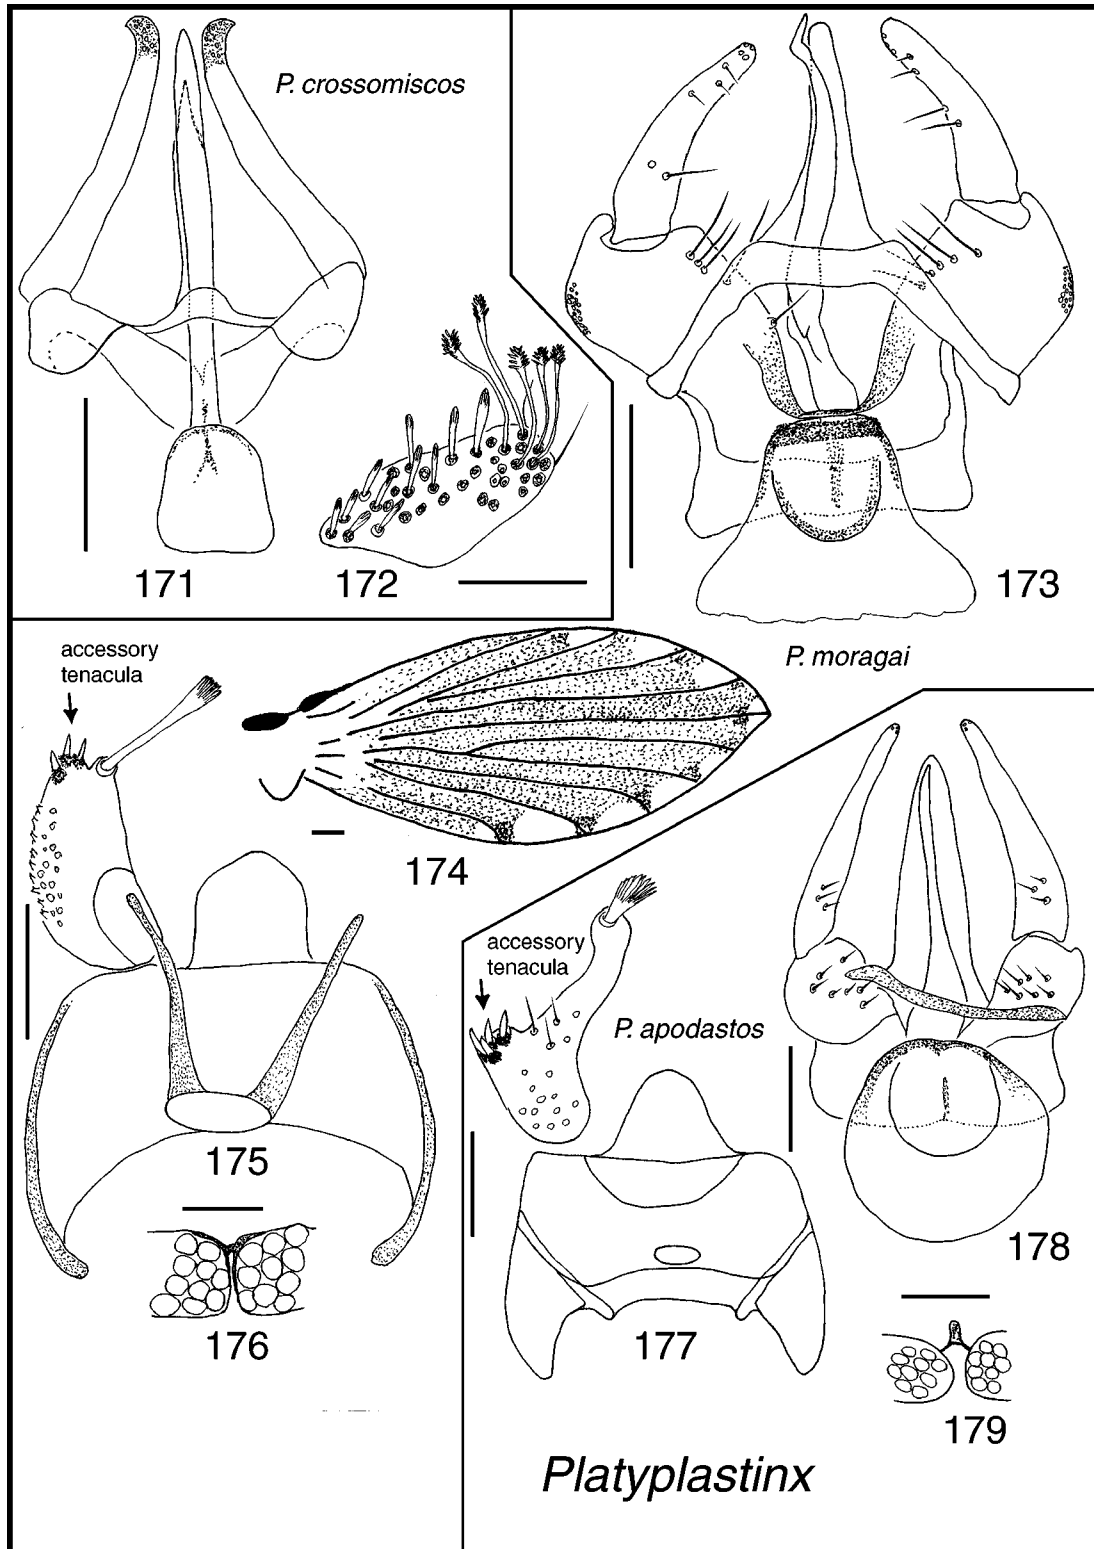 P. crossomiscos
171
172
173
P. moragai
accessory
tenacula
174
175
176
accessory
tenacula
P. apodastos
177
178
179
Platyplastinx